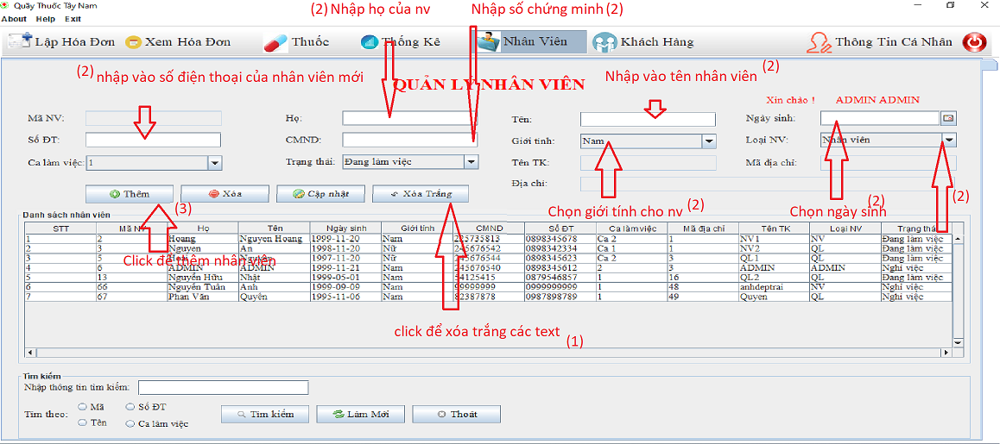 Quầy Thuốc Tây Nam
About Help Exit
(2) Nhập họ của nv Nhập số chứng minh (2)
Lập Hóa Đơn Xem Hóa Đơn Thuốc Thống Kê Nhân Viên Khách Hàng Thông Tin Cá Nhân
(2) nhập vào số điện thoại của nhân viên mới Nhập vào tên nhân viên (2)
QUẢN LÝ NHÂN VIÊN
Xin chào ! ADMIN ADMIN
Mã NV: Họ: Tên: Ngày sinh:
Số ĐT: CMND: Giới tính: Nam Loại NV: Nhân viên
Ca làm việc: 1 Trạng thái: Đang làm việc Tên TK: Mã địa chỉ:
Địa chỉ:
Thêm Xóa Cập nhật Xóa Trắng
(3) Chọn giới tính cho nv (2) Chọn ngày sinh (2) (2)
Danh sách nhân viên
STT Mã NV Họ Tên Ngày sinh Giới tính CMND Số ĐT Ca làm việc Mã địa chỉ Tên TK Loại NV Trạng thái
1 2 Hoang Nguyen Hoang 1999-11-20 Nam 225735813 0898345678 Ca 2 1 NV1 NV Đang làm việc
2 3 Nguyen An 1998-11-20 Nữ 245676542 0898342334 Ca 1 1 NV2 QL Đang làm việc
3 5 Hoai Nguyen 1997-11-20 Nữ 245676544 0898345623 Ca 2 3 QL1 QL Đang làm việc
Click để thêm nhân viên
4 6 ADMIN ADMIN 1999-11-21 Nam 245676540 0898345612 2 3 ADMIN ADMIN Đang làm việc
5 13 Nguyễn Hữu Nhật 1999-05-01 Nam 54125415 0879546857 1 16 QL2 QL Đang làm việc
6 66 Nguyễn Tuân Anh 1999-09-09 Nam 99999999 0999999999 1 48 anhdeptrai NV Nghỉ việc
7 67 Phan Văn Quyên 1995-11-06 Nam 82387878 0987898789 1 49 Quyen QL Nghỉ việc
click để xóa trắng các text (1)
Tìm kiếm
Nhập thông tin tìm kiếm:
Tìm theo: Mã Số ĐT
Tên Ca làm việc
Tìm kiếm Làm Mới Thoát